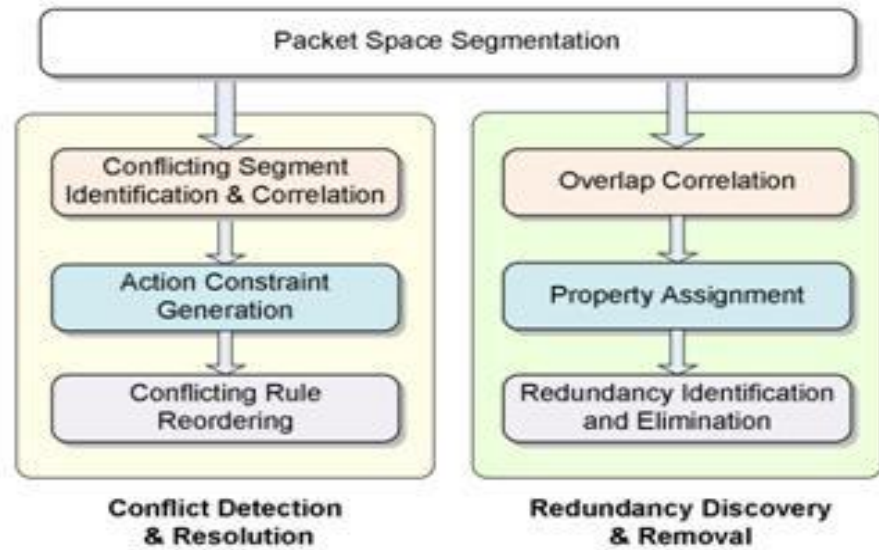 Packet Space Segmentation
Conflicting Segment
Identification & Correlation
Action Constraint
Generation
Conflicting Rule
Reordering
Conflict Detection
& Resolution
Overlap Correlation
Property Assignment
Redundancy Identification
and Elimination
Redundancy Discovery
& Removal